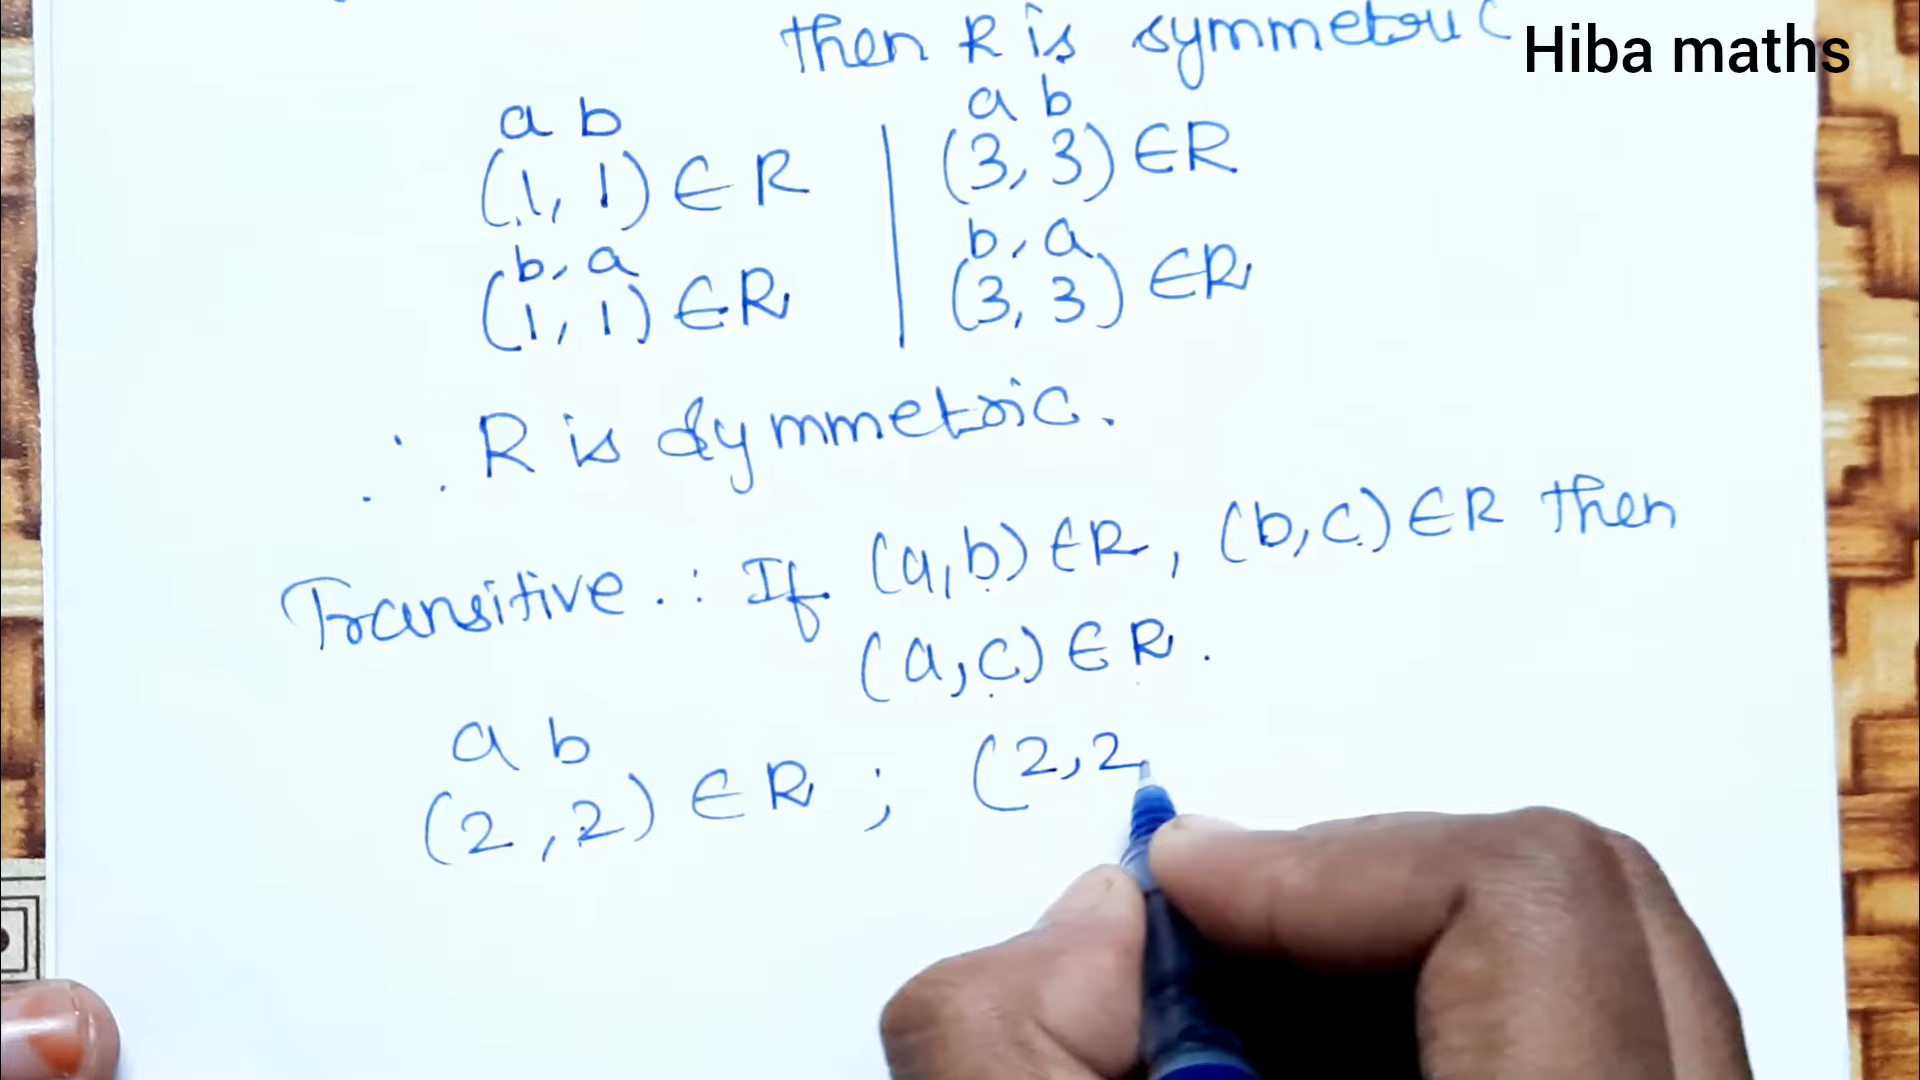 then R is symmetric
Hiba maths
a b
(1, 1) ∈ R
b, a
(1, 1) ∈ R
a b
(3, 3) ∈ R
b, a
(3, 3) ∈ R
∴ R is symmetric.
Transitive : If (a, b) ∈ R, (b, c) ∈ R then
(a, c) ∈ R.
a b
(2, 2) ∈ R ; (2, 2